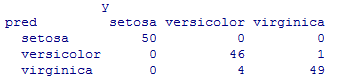 y
pred setosa versicolor virginica
setosa 50 0 0
versicolor 0 46 1
virginica 0 4 49